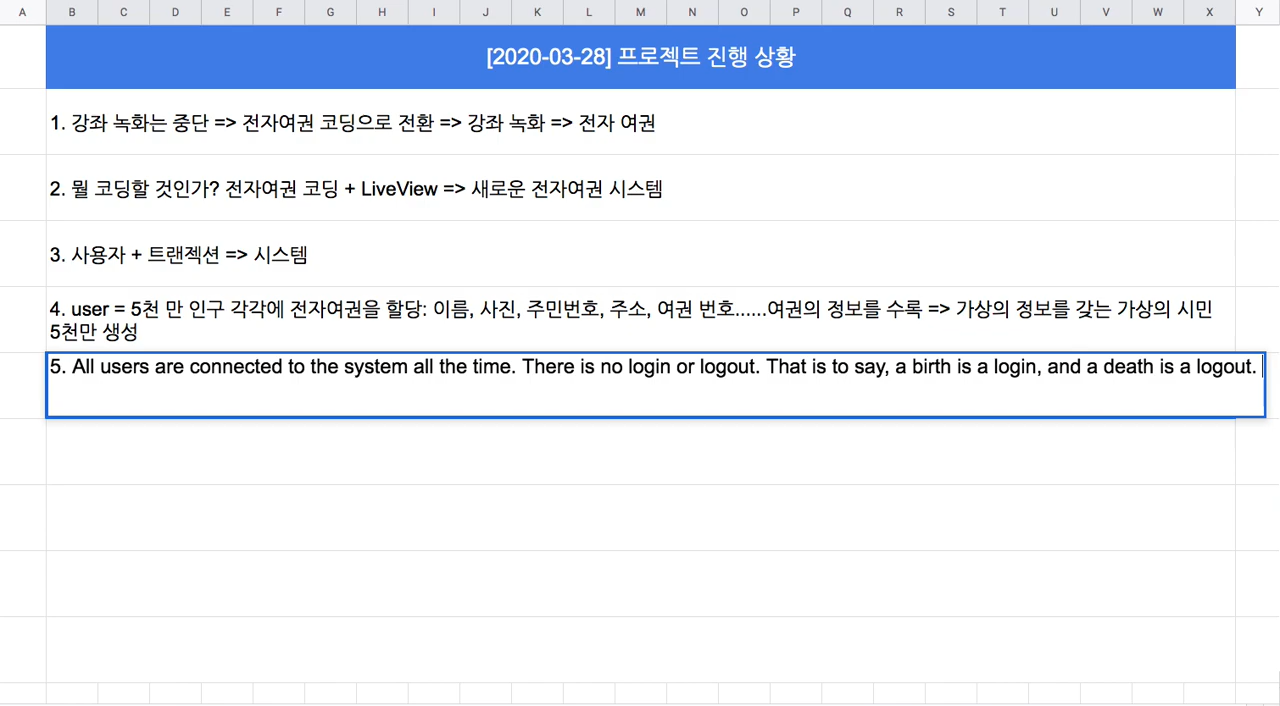 A B C D E F G H I J K L M N O P Q R S T U V W X Y
[2020-03-28] 프로젝트 진행 상황
1. 강좌 녹화는 중단 => 전자여권 코딩으로 전환 => 강좌 녹화 => 전자 여권
2. 뭘 코딩할 것인가? 전자여권 코딩 + LiveView => 새로운 전자여권 시스템
3. 사용자 + 트랜젝션 => 시스템
4. user = 5천 만 인구 각각에 전자여권을 할당: 이름, 사진, 주민번호, 주소, 여권 번호......여권의 정보를 수록 => 가상의 정보를 갖는 가상의 시민
5천만 생성
5. All users are connected to the system all the time. There is no login or logout. That is to say, a birth is a login, and a death is a logout.